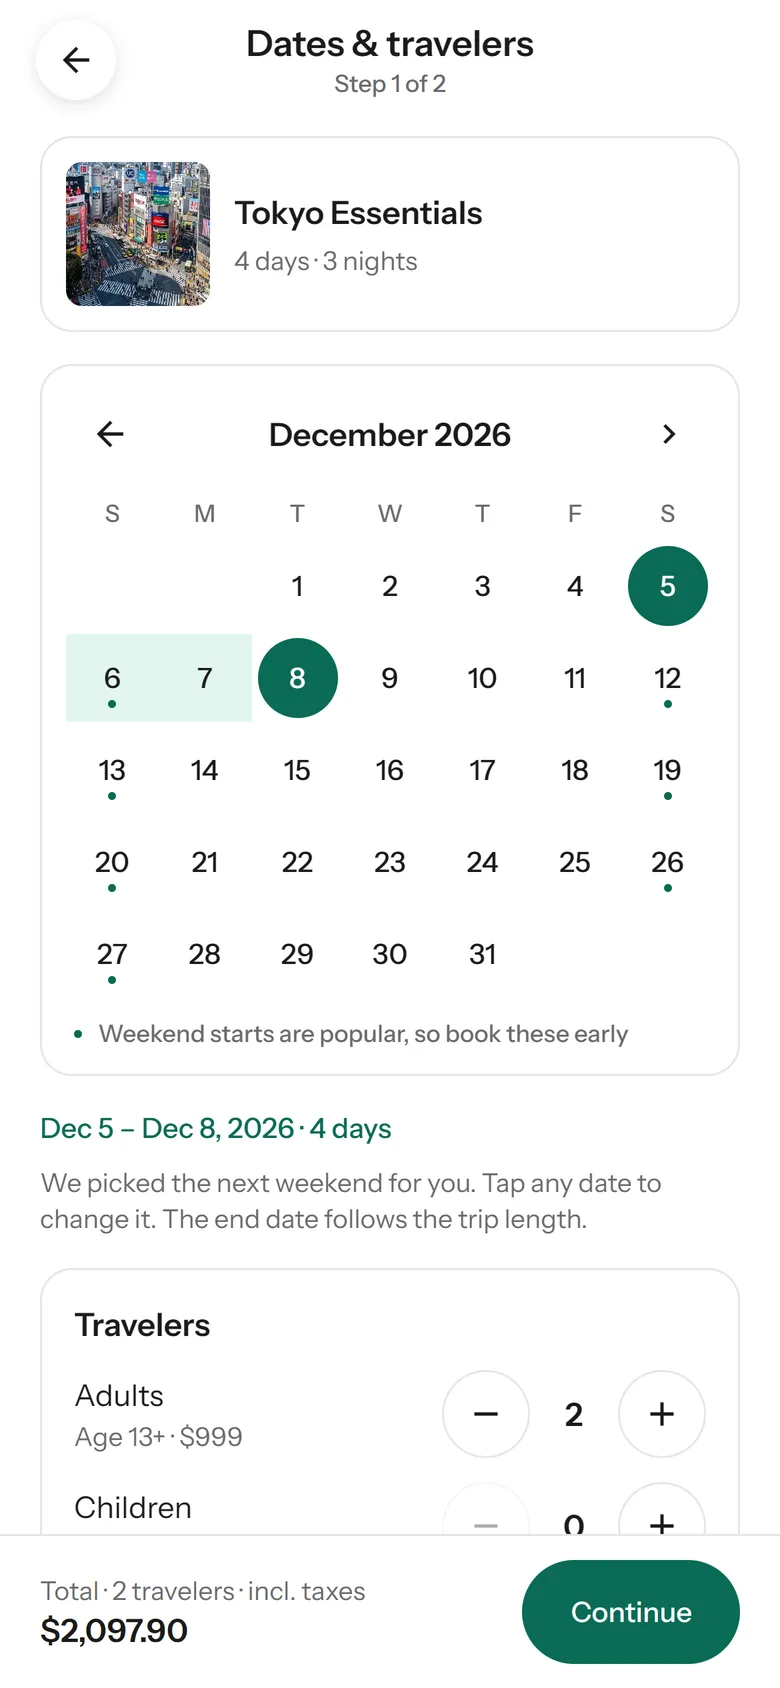 Dates & travelers
Step 1 of 2
Tokyo Essentials
4 days · 3 nights
December 2026
S M T W T F S
1 2 3 4 5
6 7 8 9 10 11 12
13 14 15 16 17 18 19
20 21 22 23 24 25 26
27 28 29 30 31
Weekend starts are popular, so book these early
Dec 5 – Dec 8, 2026 · 4 days
We picked the next weekend for you. Tap any date to
change it. The end date follows the trip length.
Travelers
Adults
Age 13+ · $999
2
Children
0
Total · 2 travelers · incl. taxes
$2,097.90
Continue